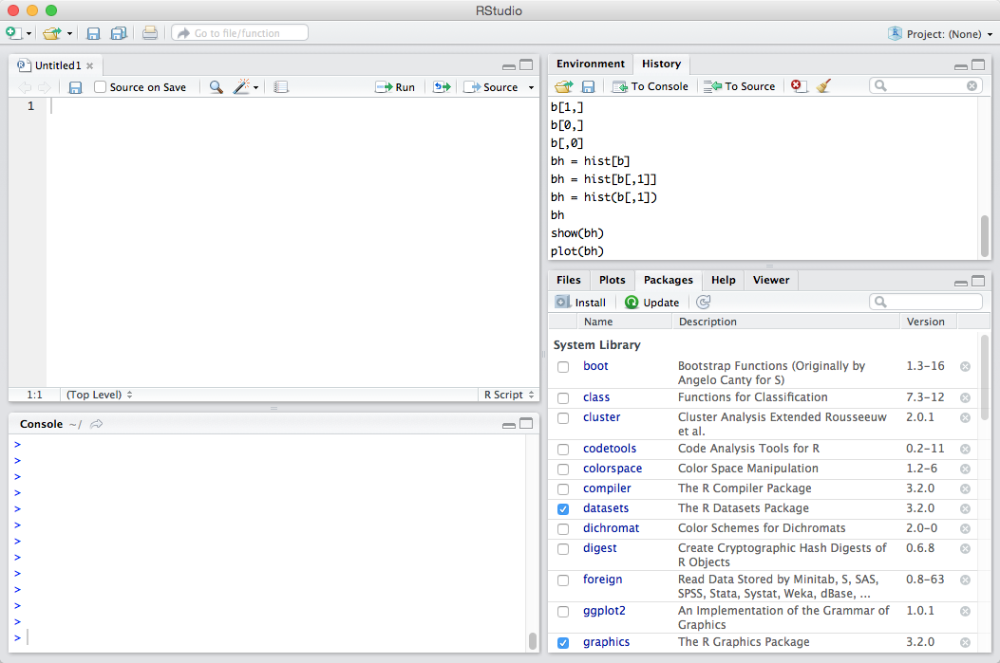 RStudio
Go to file/function
Project: (None)
Untitled1
Source on Save
Run
Source
1
1:1
(Top Level)
R Script
Console ~/
>
>
>
>
>
>
>
>
>
>
>
>
>
Environment
History
To Console
To Source
b[1,]
b[0,]
b[,0]
bh = hist[b]
bh = hist[b[,1]]
bh = hist(b[,1])
bh
show(bh)
plot(bh)
Files
Plots
Packages
Help
Viewer
Install
Update
Name Description Version
System Library
boot Bootstrap Functions (Originally by 1.3-16
Angelo Canty for S)
class Functions for Classification 7.3-12
cluster Cluster Analysis Extended Rousseeuw 2.0.1
et al.
codetools Code Analysis Tools for R 0.2-11
colorspace Color Space Manipulation 1.2-6
compiler The R Compiler Package 3.2.0
datasets The R Datasets Package 3.2.0
dichromat Color Schemes for Dichromats 2.0-0
digest Create Cryptographic Hash Digests of 0.6.8
R Objects
foreign Read Data Stored by Minitab, S, SAS, 0.8-63
SPSS, Stata, Systat, Weka, dBase, ...
ggplot2 An Implementation of the Grammar of 1.0.1
Graphics
graphics The R Graphics Package 3.2.0